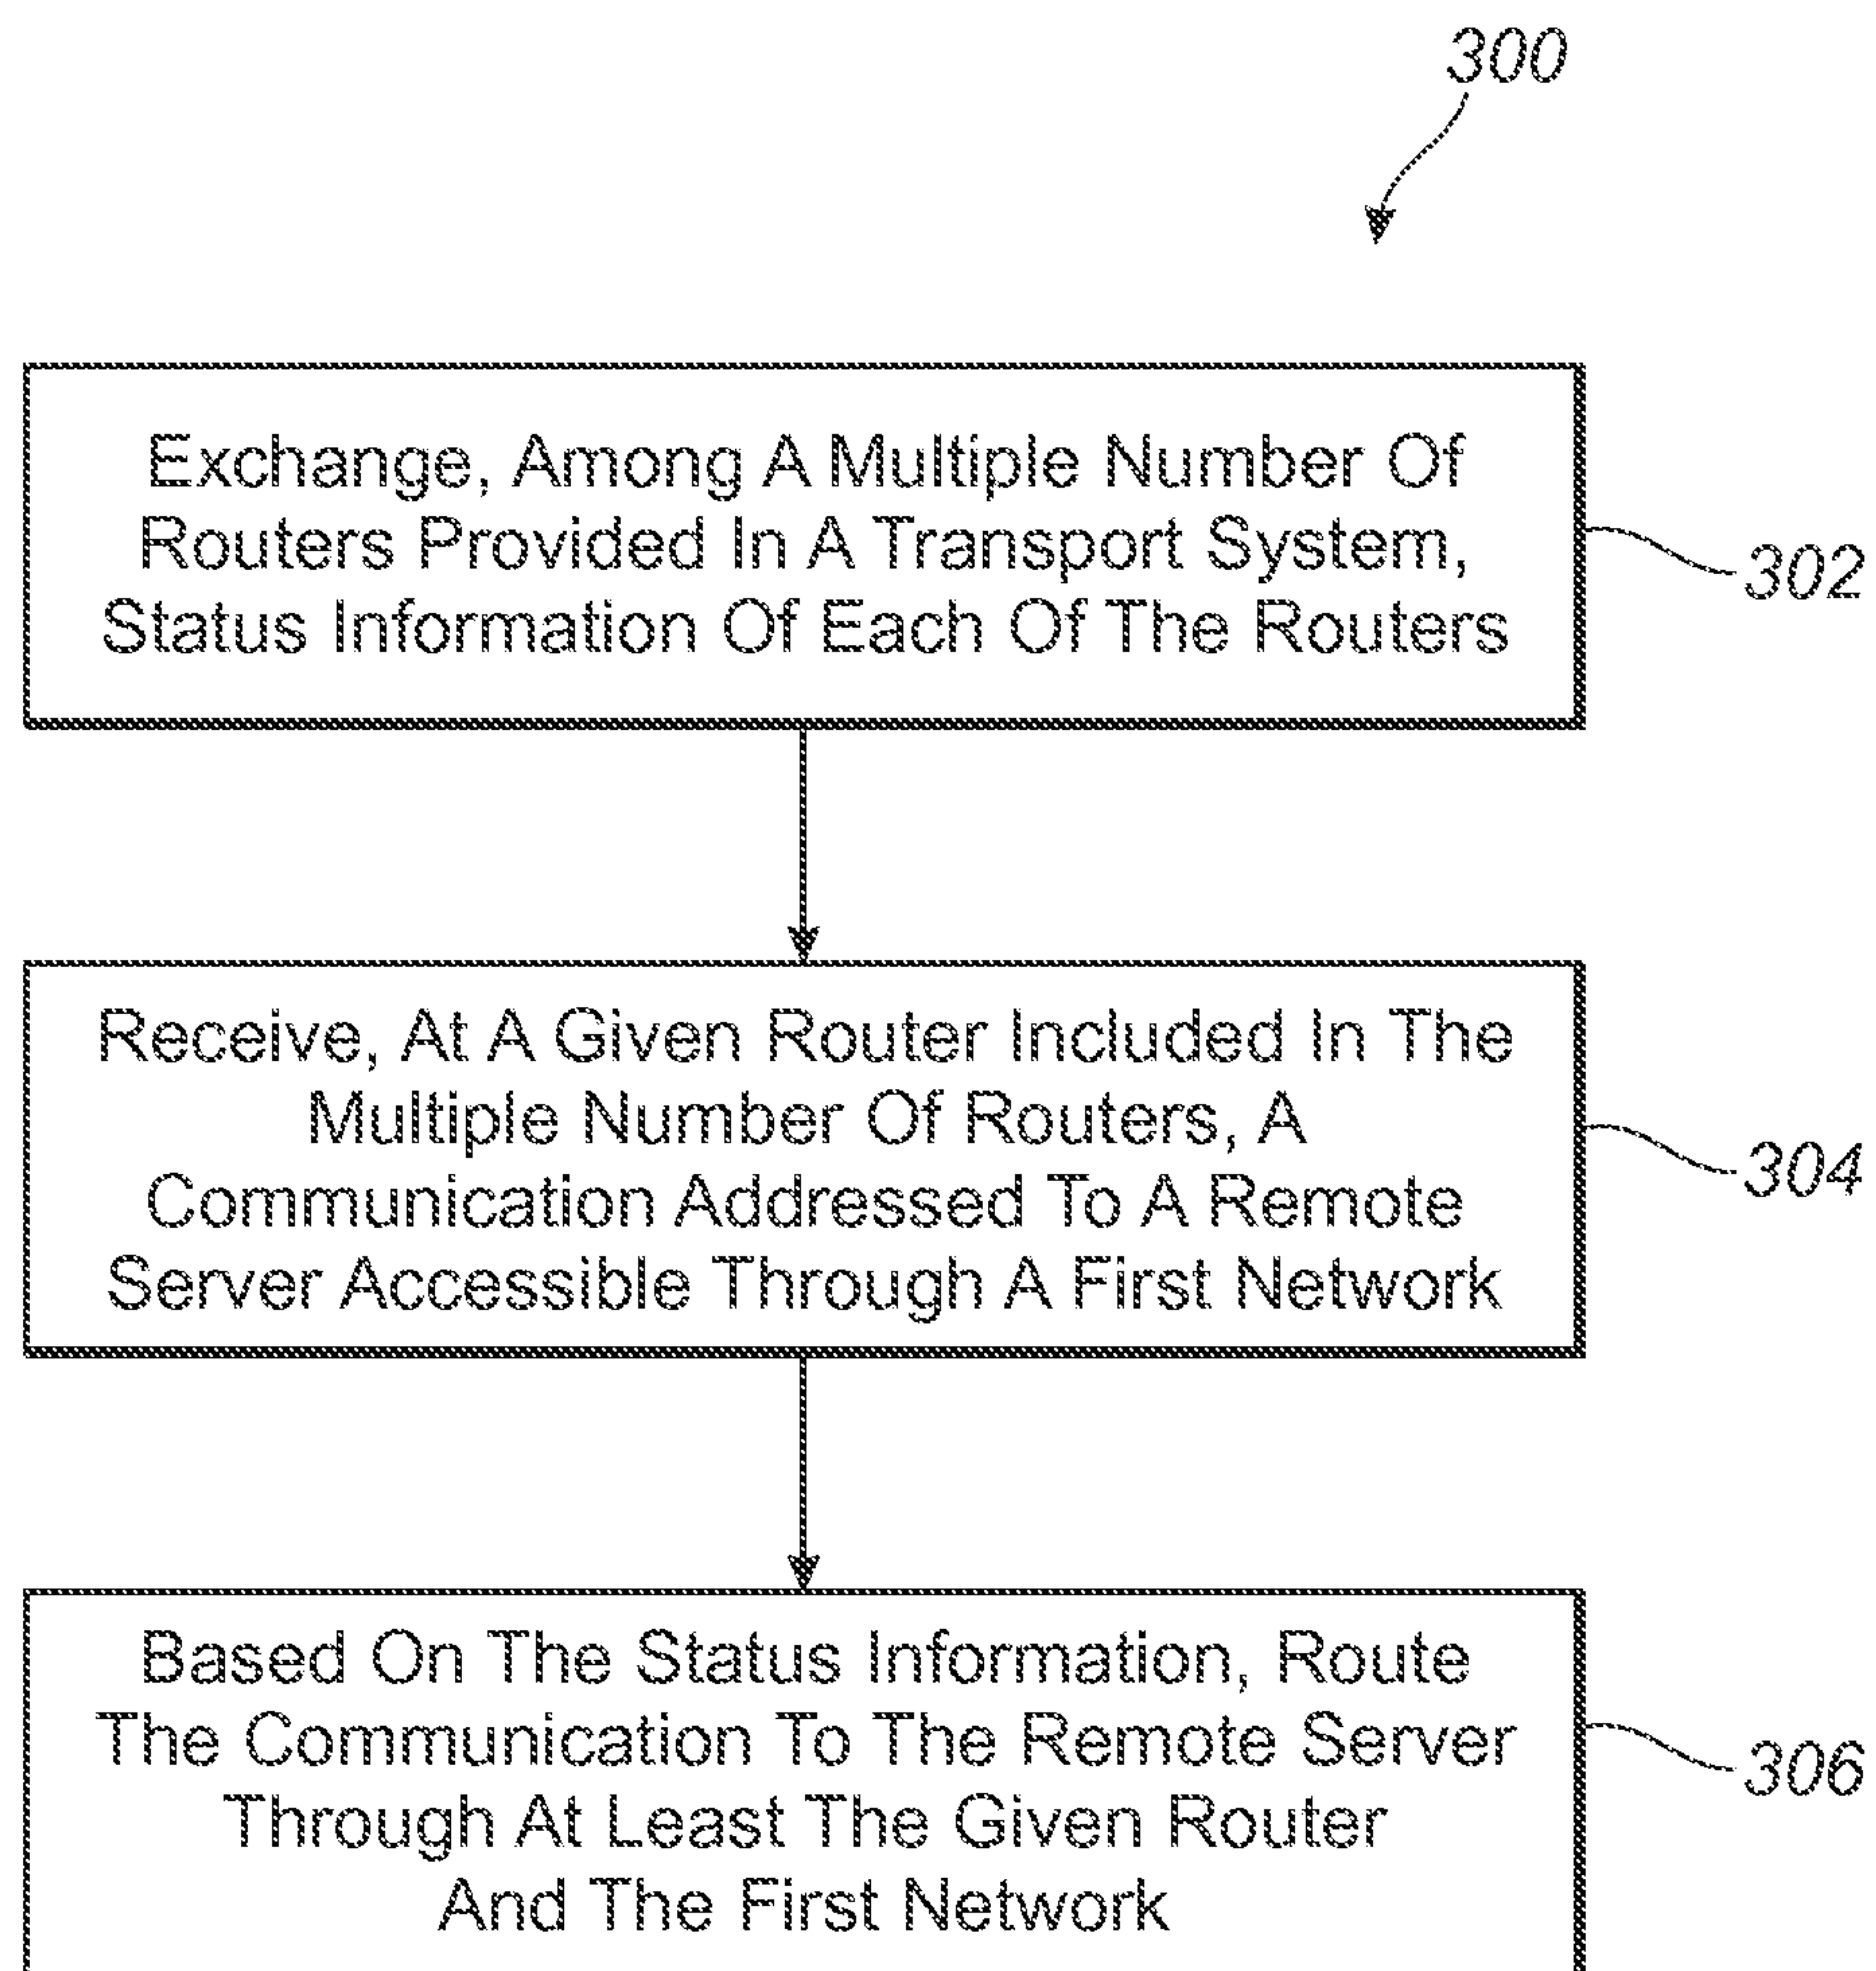 300
Exchange, Among A Multiple Number Of
Routers Provided In A Transport System,
Status Information Of Each Of The Routers
302
Receive, At A Given Router Included In The
Multiple Number Of Routers, A
Communication Addressed To A Remote
Server Accessible Through A First Network
304
Based On The Status Information, Route
The Communication To The Remote Server
Through At Least The Given Router
And The First Network
306